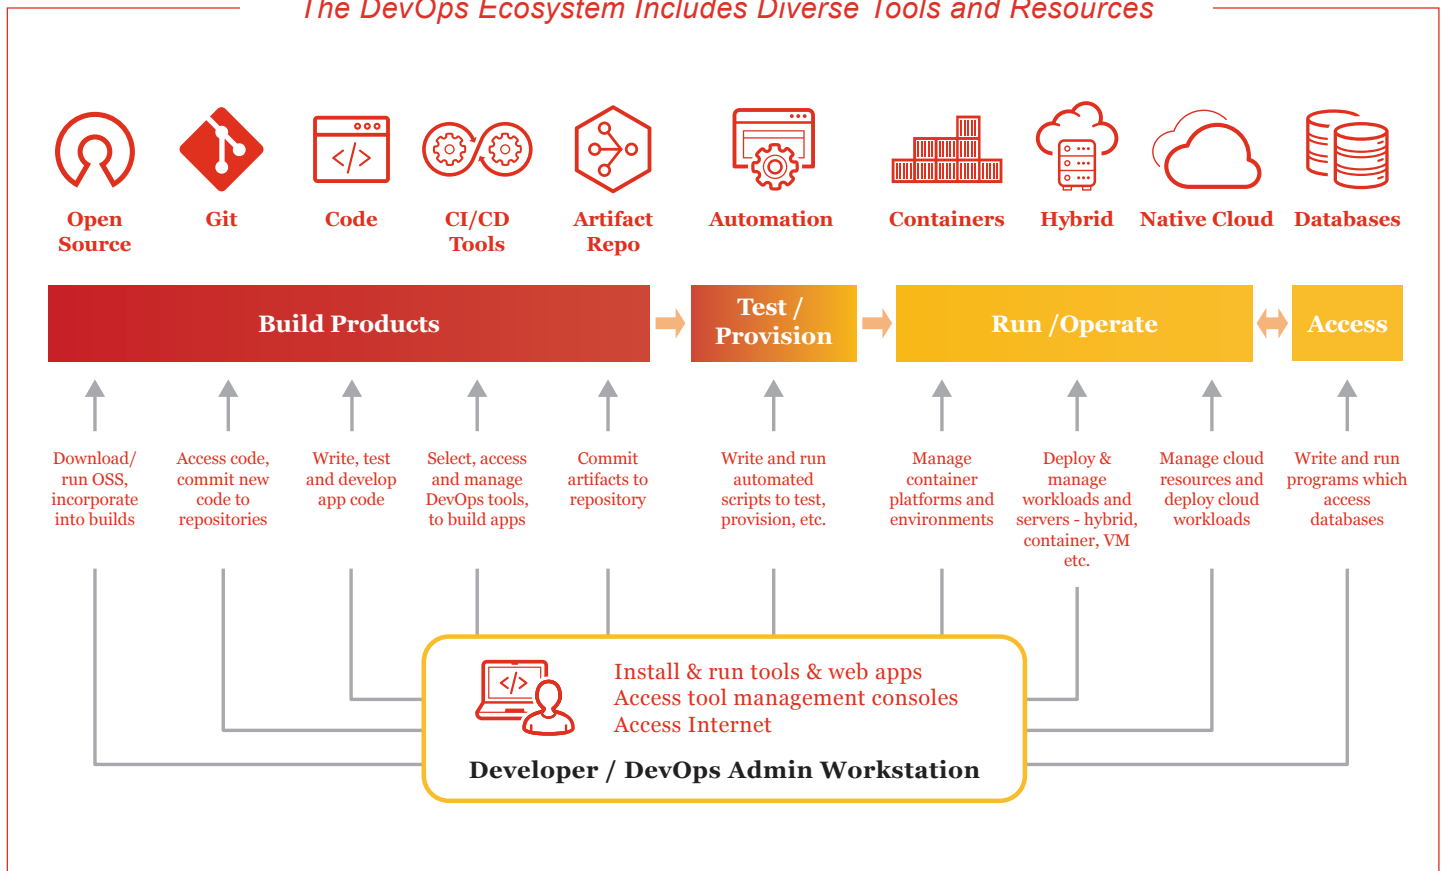 The DevOps Ecosystem Includes Diverse Tools and Resources
Open
Source
Git
Code
CI/CD
Tools
Artifact
Repo
Automation
Containers
Hybrid
Native Cloud
Databases
Build Products
Test /
Provision
Run /Operate
Access
Download/
run OSS,
incorporate
into builds
Access code,
commit new
code to
repositories
Write, test
and develop
app code
Select, access
and manage
DevOps tools,
to build apps
Commit
artifacts to
repository
Write and run
automated
scripts to test,
provision, etc.
Manage
container
platforms and
environments
Deploy &
manage
workloads and
servers - hybrid,
container, VM
etc.
Manage cloud
resources and
deploy cloud
workloads
Write and run
programs which
access
databases
Install & run tools & web apps
Access tool management consoles
Access Internet
Developer / DevOps Admin Workstation